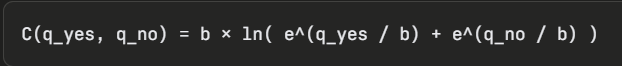 C(q_yes, q_no) = b × ln( e^(q_yes / b) + e^(q_no / b) )